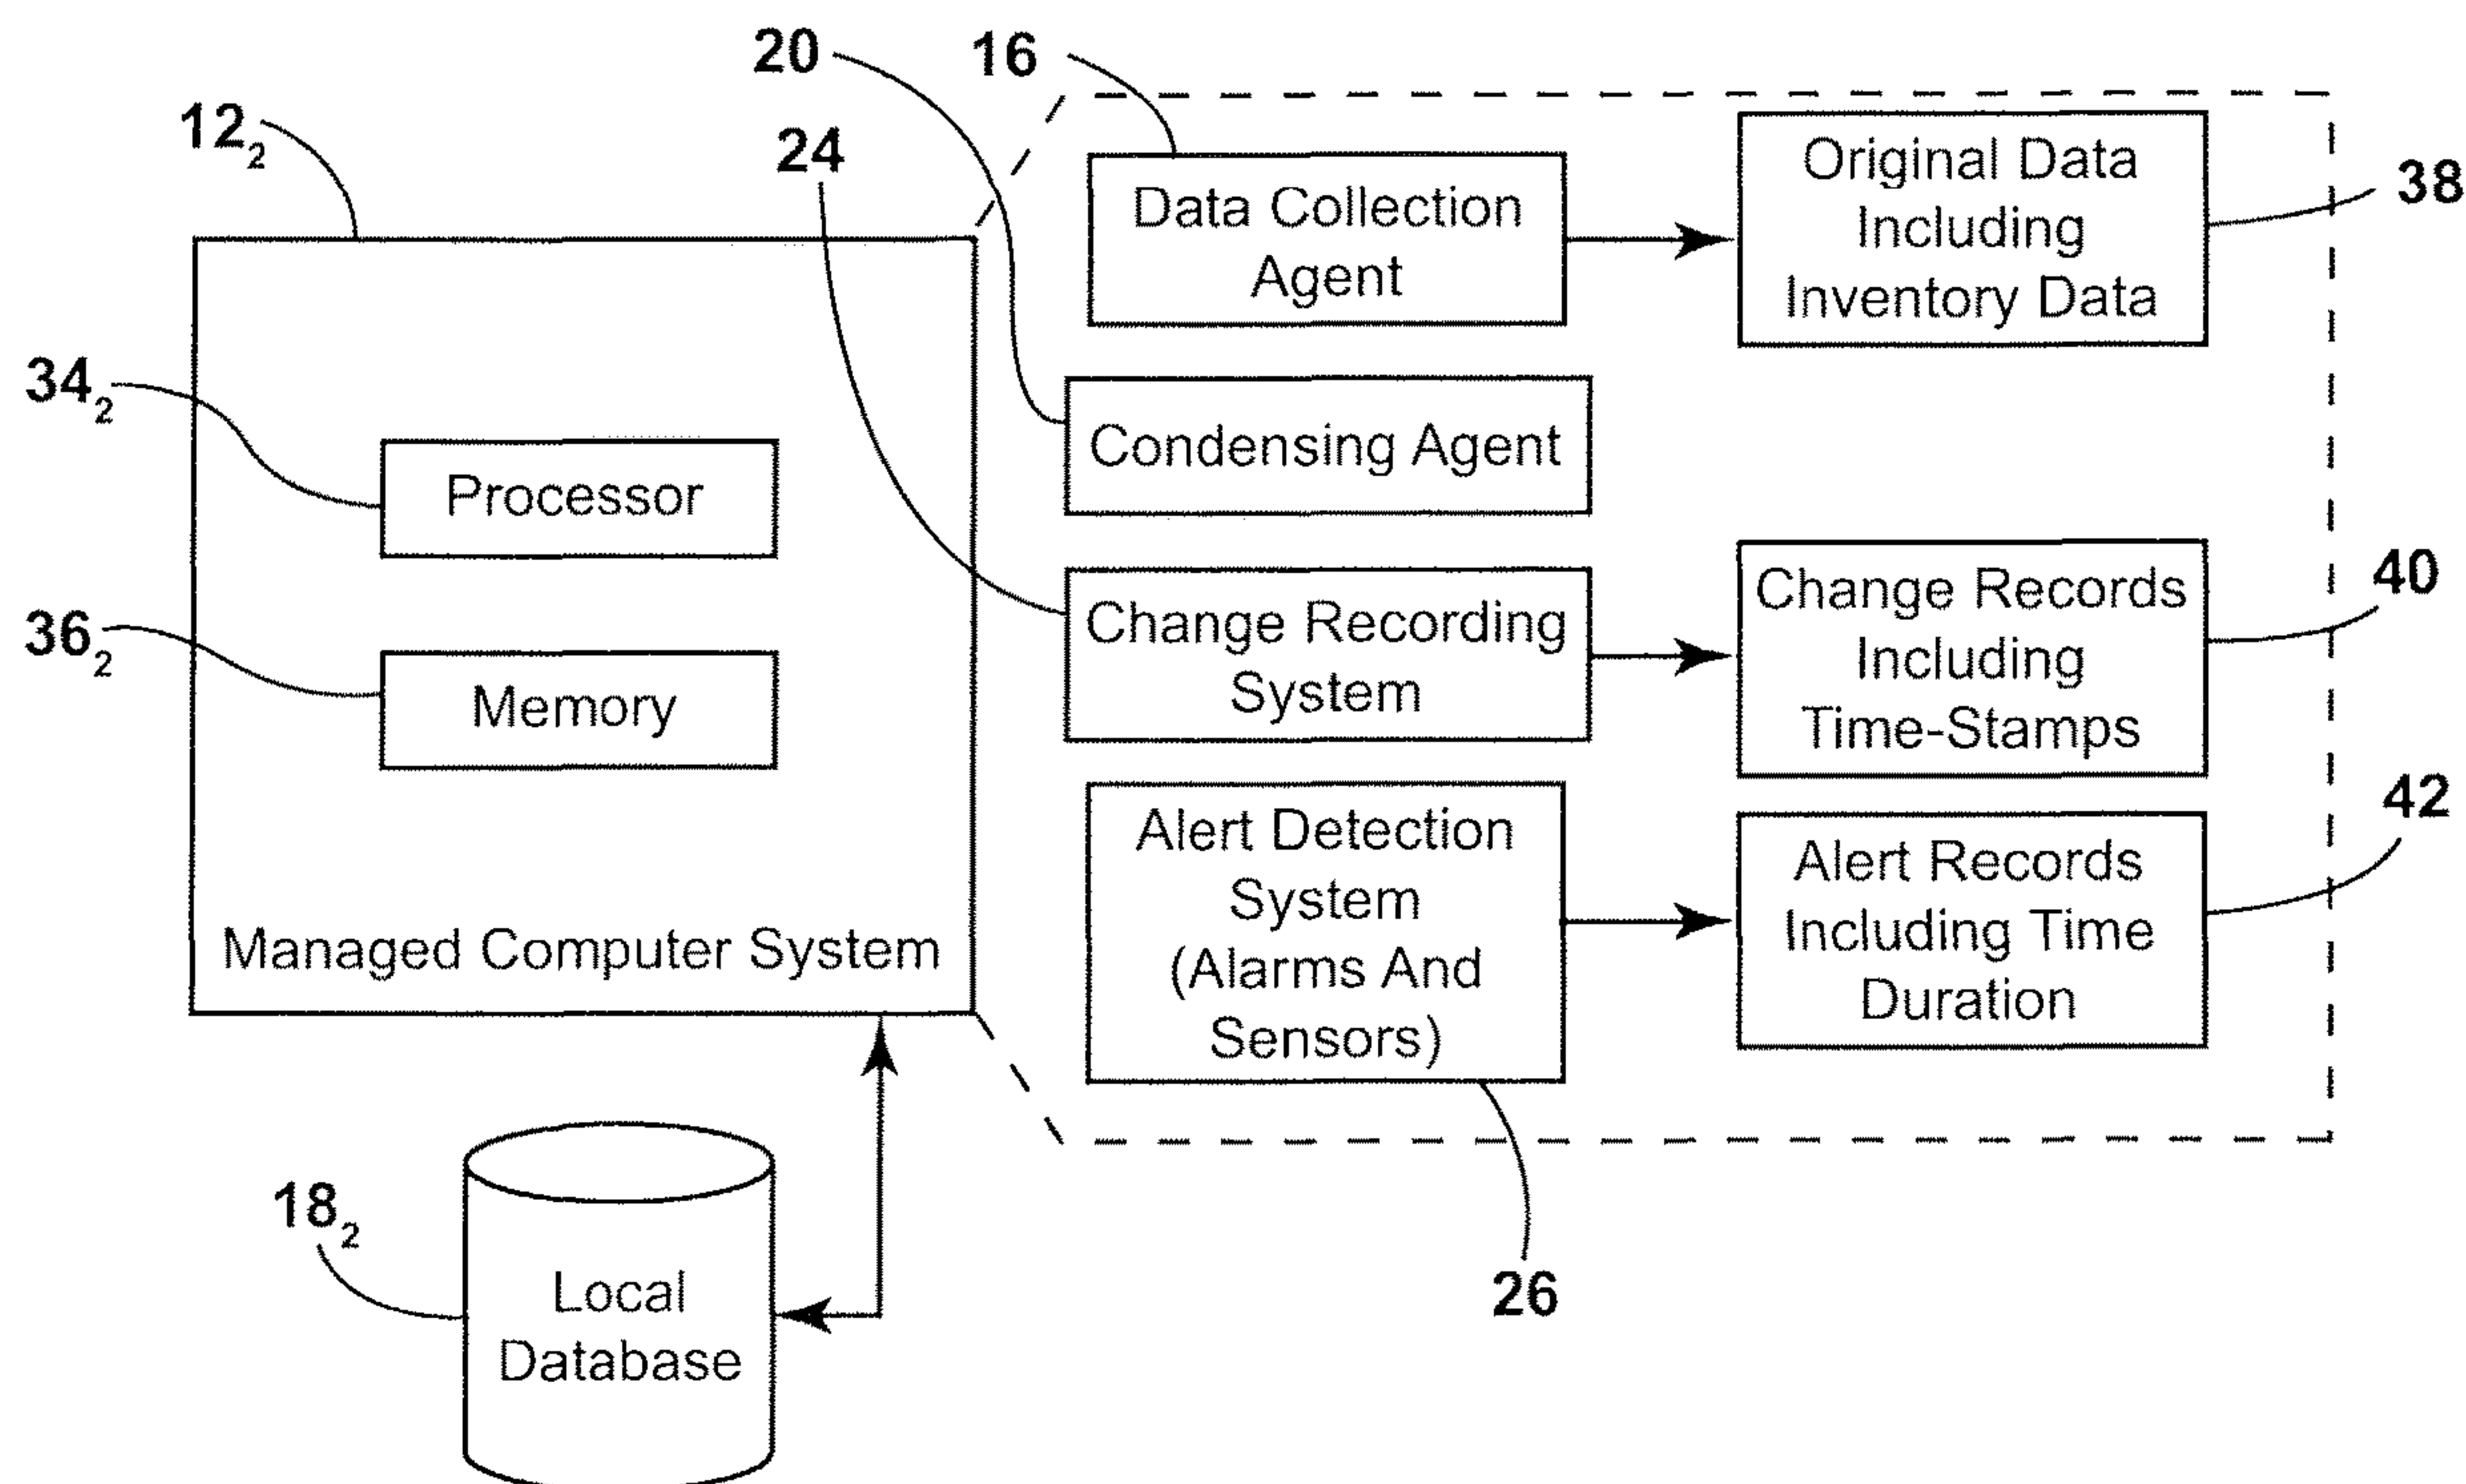 20
16
12₂
24
Data Collection
Agent
Original Data
Including
Inventory Data
38
34₂
Processor
Condensing Agent
36₂
Memory
Change Recording
System
Change Records
Including
Time-Stamps
40
Managed Computer System
Alert Detection
System
(Alarms And
Sensors)
Alert Records
Including Time
Duration
42
18₂
Local
Database
26